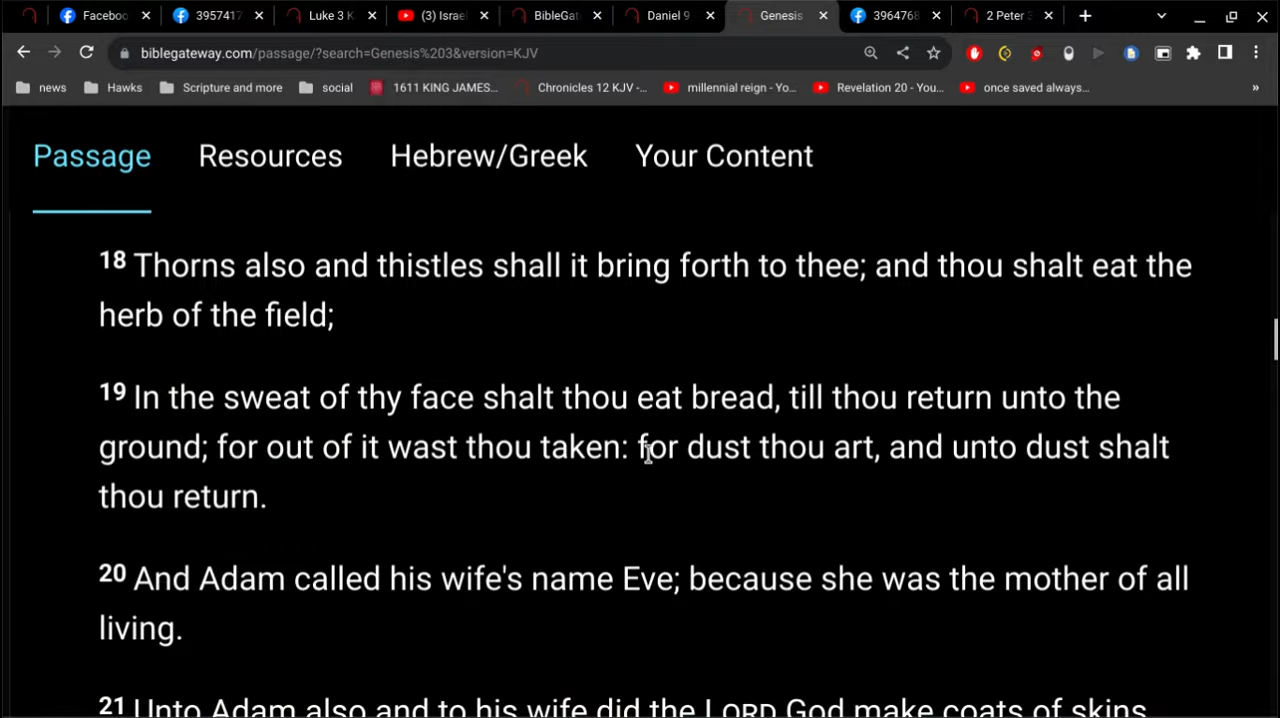 Faceboo 3957417 Luke 3 K (3) Israe BibleGat Daniel 9 Genesis 3964768 2 Peter 3
biblegateway.com/passage/?search=Genesis%203&version=KJV
news Hawks Scripture and more social 1611 KING JAMES... Chronicles 12 KJV -... millennial reign - Yo... Revelation 20 - You... once saved always... »
Passage Resources Hebrew/Greek Your Content
18 Thorns also and thistles shall it bring forth to thee; and thou shalt eat the
herb of the field;
19 In the sweat of thy face shalt thou eat bread, till thou return unto the
ground; for out of it wast thou taken: for dust thou art, and unto dust shalt
thou return.
20 And Adam called his wife's name Eve; because she was the mother of all
living.
21 Unto Adam also and to his wife did the LORD God make coats of skins,